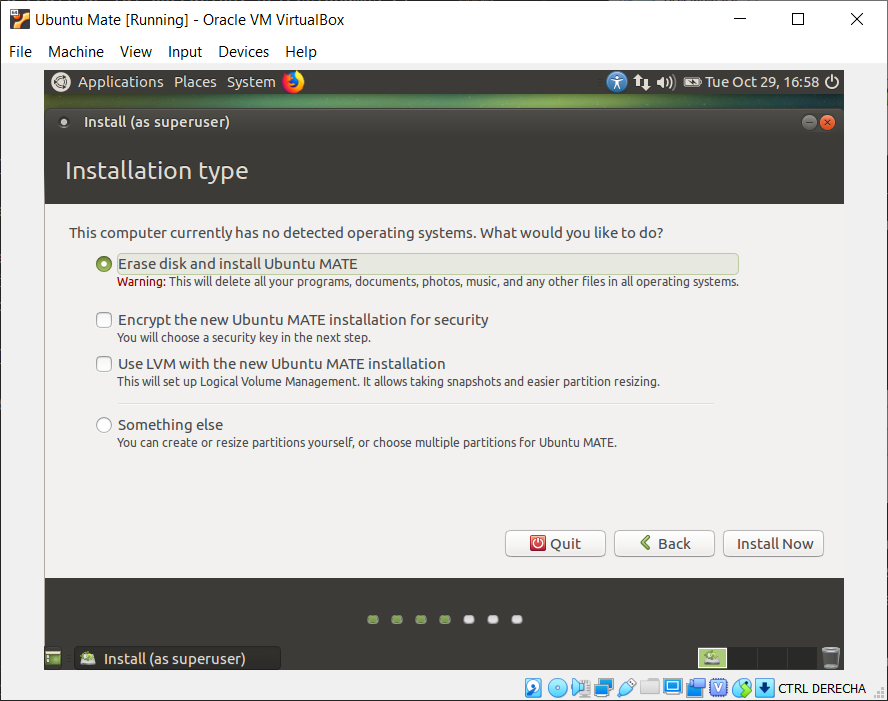 Ubuntu Mate [Running] - Oracle VM VirtualBox
File Machine View Input Devices Help
Applications Places System Tue Oct 29, 16:58
Install (as superuser)
Installation type
This computer currently has no detected operating systems. What would you like to do?
Erase disk and install Ubuntu MATE
Warning: This will delete all your programs, documents, photos, music, and any other files in all operating systems.
Encrypt the new Ubuntu MATE installation for security
You will choose a security key in the next step.
Use LVM with the new Ubuntu MATE installation
This will set up Logical Volume Management. It allows taking snapshots and easier partition resizing.
Something else
You can create or resize partitions yourself, or choose multiple partitions for Ubuntu MATE.
Quit Back Install Now
Install (as superuser)
CTRL DERECHA